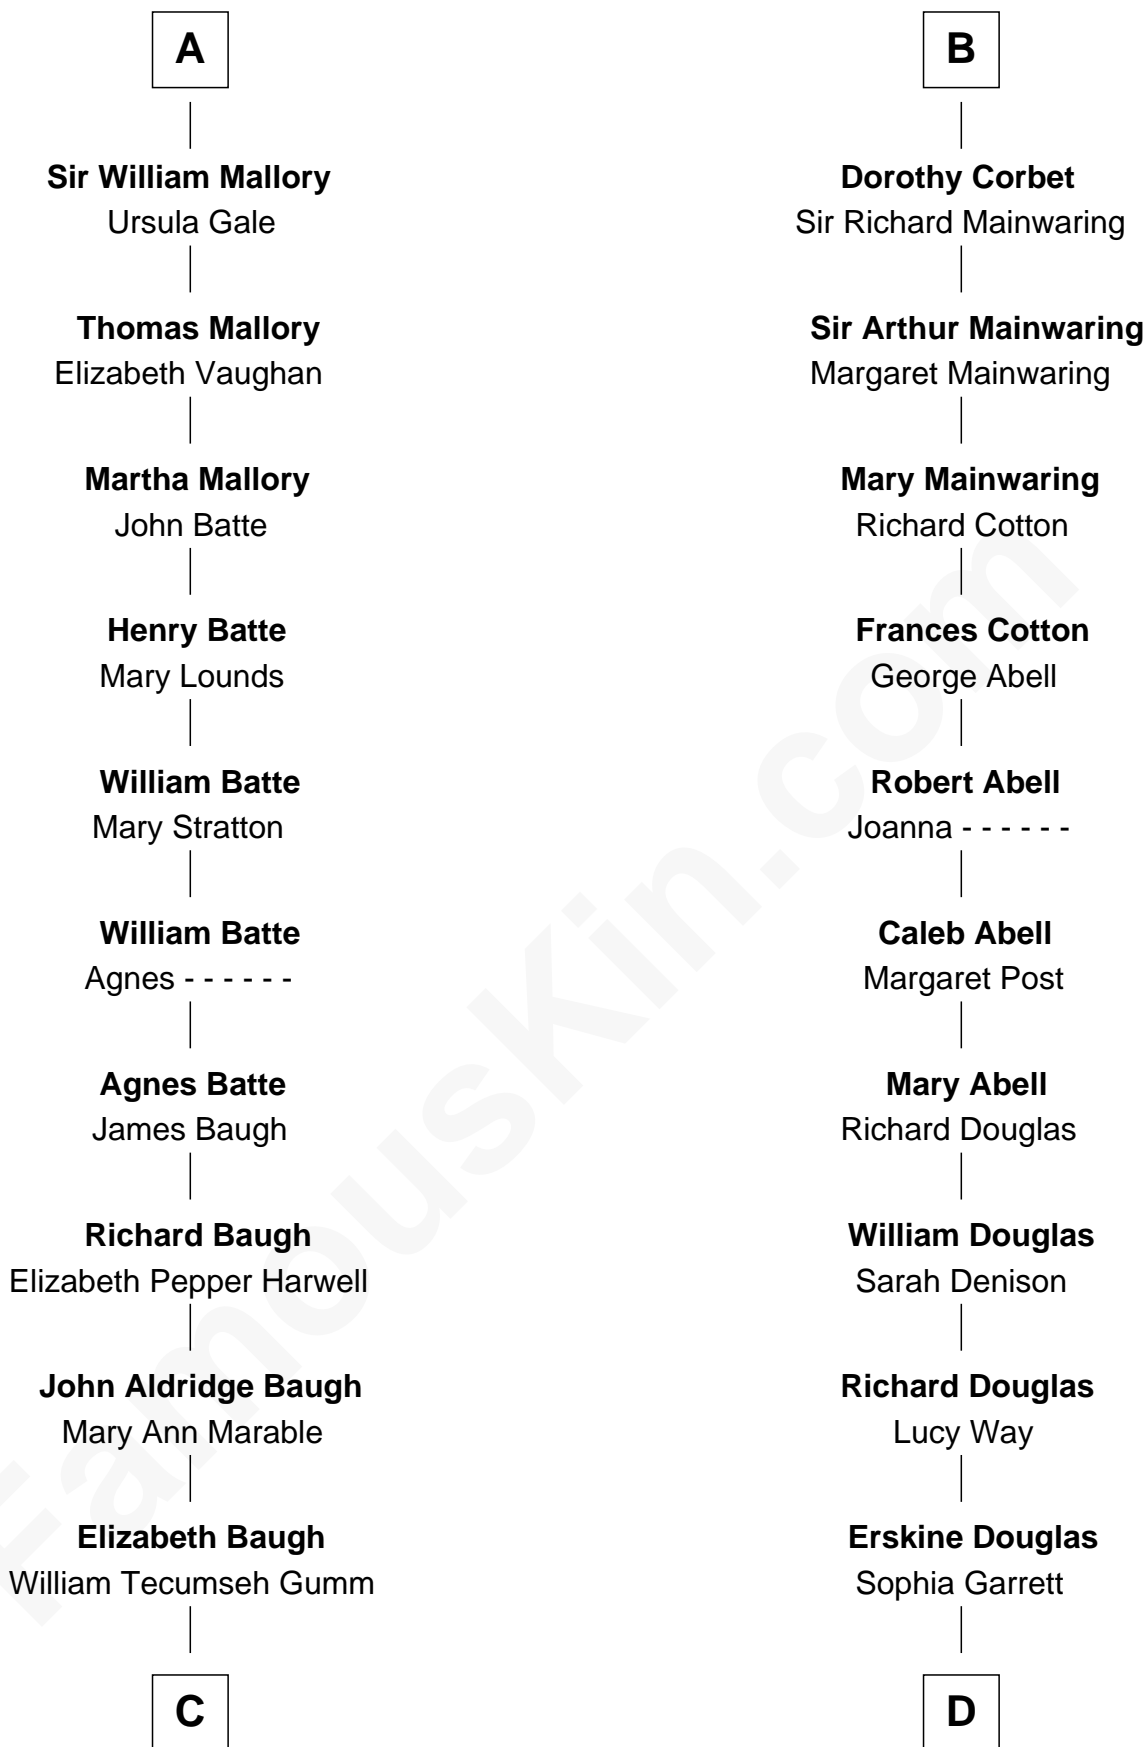 A
Sir William Mallory
Ursula Gale
Thomas Mallory
Elizabeth Vaughan
Martha Mallory
John Batte
Henry Batte
Mary Lounds
William Batte
Mary Stratton
William Batte
Agnes - - - - - -
Agnes Batte
James Baugh
Richard Baugh
Elizabeth Pepper Harwell
John Aldridge Baugh
Mary Ann Marable
Elizabeth Baugh
William Tecumseh Gumm
C
B
Dorothy Corbet
Sir Richard Mainwaring
Sir Arthur Mainwaring
Margaret Mainwaring
Mary Mainwaring
Richard Cotton
Frances Cotton
George Abell
Robert Abell
Joanna - - - - - -
Caleb Abell
Margaret Post
Mary Abell
Richard Douglas
William Douglas
Sarah Denison
Richard Douglas
Lucy Way
Erskine Douglas
Sophia Garrett
D
FamousKin.com